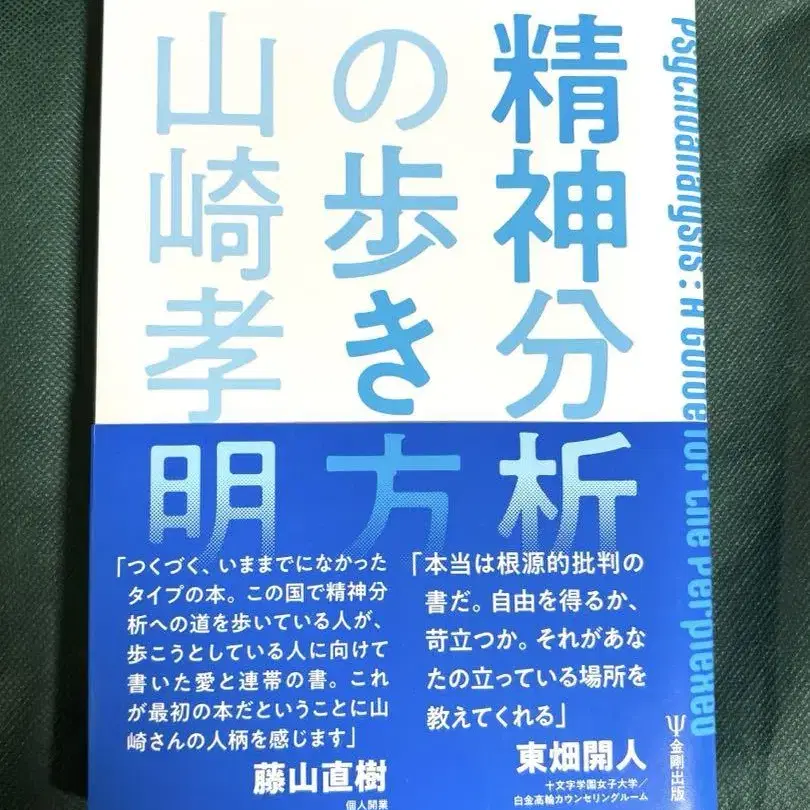 精神分析
の歩き方
山崎孝明
Psychoanalysis : A Guide for the Perplexed
「本当は根源的批判の
書だ。自由を得るか、
苛立つか。それがあな
たの立っている場所を
教えてくれる」
東畑開人
十文字学園女子大学／
白金高輪カウンセリングルーム
「つくづく、いままでになかった
タイプの本。この国で精神分
析への道を歩いている人が、
歩こうとしている人に向けて
書いた愛と連帯の書。これ
が最初の本だということに山
崎さんの人柄を感じます」
藤山直樹
個人開業
Ψ金剛出版